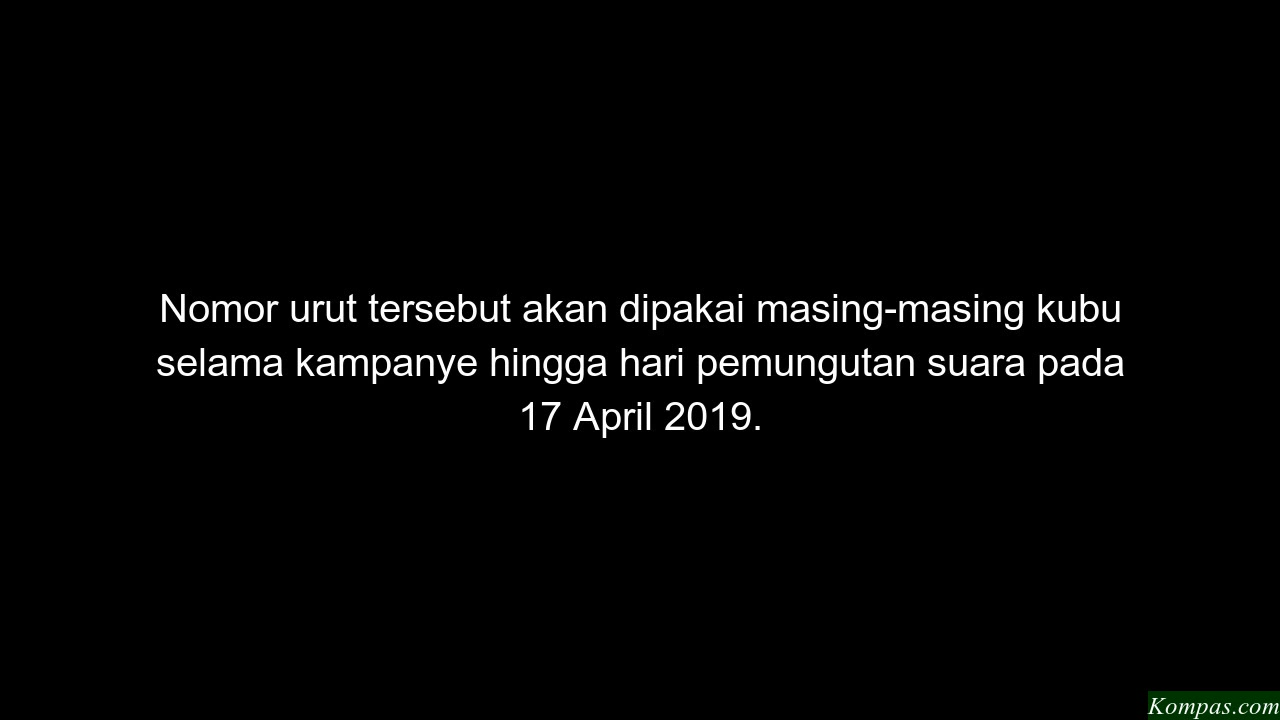 Nomor urut tersebut akan dipakai masing-masing kubu
selama kampanye hingga hari pemungutan suara pada
17 April 2019.
Kompas.com